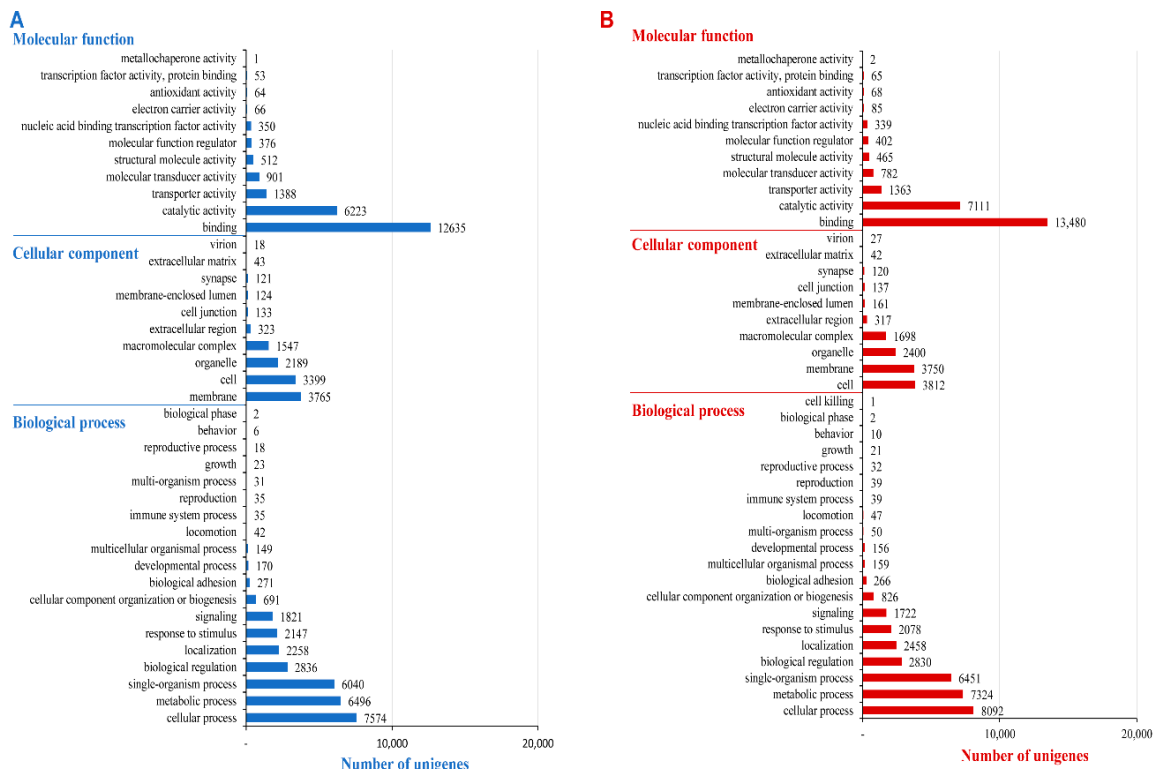 A
Molecular function
metallochaperone activity 1
transcription factor activity, protein binding 53
antioxidant activity 64
electron carrier activity 66
nucleic acid binding transcription factor activity 350
molecular function regulator 376
structural molecule activity 512
molecular transducer activity 901
transporter activity 1388
catalytic activity 6223
binding 12635
Cellular component
virion 18
extracellular matrix 43
synapse 121
membrane-enclosed lumen 124
cell junction 133
extracellular region 323
macromolecular complex 1547
organelle 2189
cell 3399
membrane 3765
Biological process
biological phase 2
behavior 6
reproductive process 18
growth 23
multi-organism process 31
reproduction 35
immune system process 35
locomotion 42
multicellular organismal process 149
developmental process 170
biological adhesion 271
cellular component organization or biogenesis 691
signaling 1821
response to stimulus 2147
localization 2258
biological regulation 2836
single-organism process 6040
metabolic process 6496
cellular process 7574
- 10,000 20,000
Number of unigenes
B
Molecular function
metallochaperone activity 2
transcription factor activity, protein binding 65
antioxidant activity 68
electron carrier activity 85
nucleic acid binding transcription factor activity 339
molecular function regulator 402
structural molecule activity 465
molecular transducer activity 782
transporter activity 1363
catalytic activity 7111
binding 13,480
Cellular component
virion 27
extracellular matrix 42
synapse 120
cell junction 137
membrane-enclosed lumen 161
extracellular region 317
macromolecular complex 1698
organelle 2400
membrane 3750
cell 3812
Biological process
cell killing 1
biological phase 2
behavior 10
growth 21
reproductive process 32
reproduction 39
immune system process 39
locomotion 47
multi-organism process 50
developmental process 156
multicellular organismal process 159
biological adhesion 266
cellular component organization or biogenesis 826
signaling 1722
response to stimulus 2078
localization 2458
biological regulation 2830
single-organism process 6451
metabolic process 7324
cellular process 8092
- 10,000 20,000
Number of unigenes